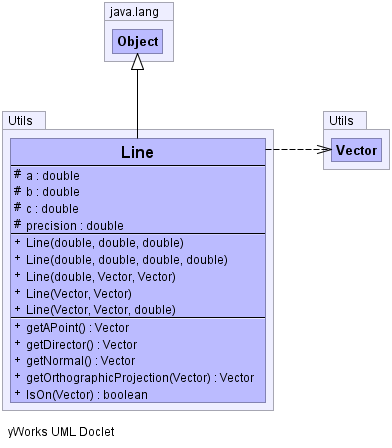 java.lang
Object
Utils
Utils
Line
Vector
# a : double
# b : double
# c : double
# precision : double
+ Line(double, double, double)
+ Line(double, double, double, double)
+ Line(double, Vector, Vector)
+ Line(Vector, Vector)
+ Line(Vector, Vector, double)
+ getAPoint() : Vector
+ getDirector() : Vector
+ getNormal() : Vector
+ getOrthographicProjection(Vector) : Vector
+ IsOn(Vector) : boolean
yWorks UML Doclet